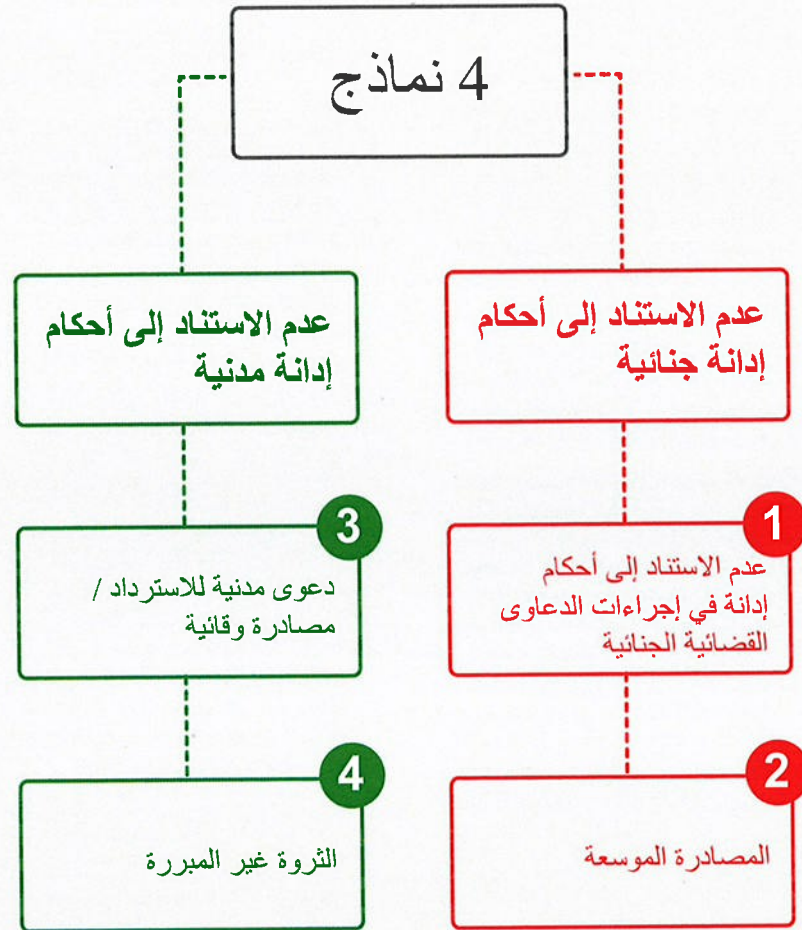 4 نماذج
عدم الاستناد إلى أحكام
إدانة جنائية
1
عدم الاستناد إلى أحكام
إدانة في إجراءات الدعاوى
القضائية الجنائية
2
المصادرة الموسعة
عدم الاستناد إلى أحكام
إدانة مدنية
3
دعوى مدنية للاسترداد /
مصادرة وقائية
4
الثروة غير المبررة